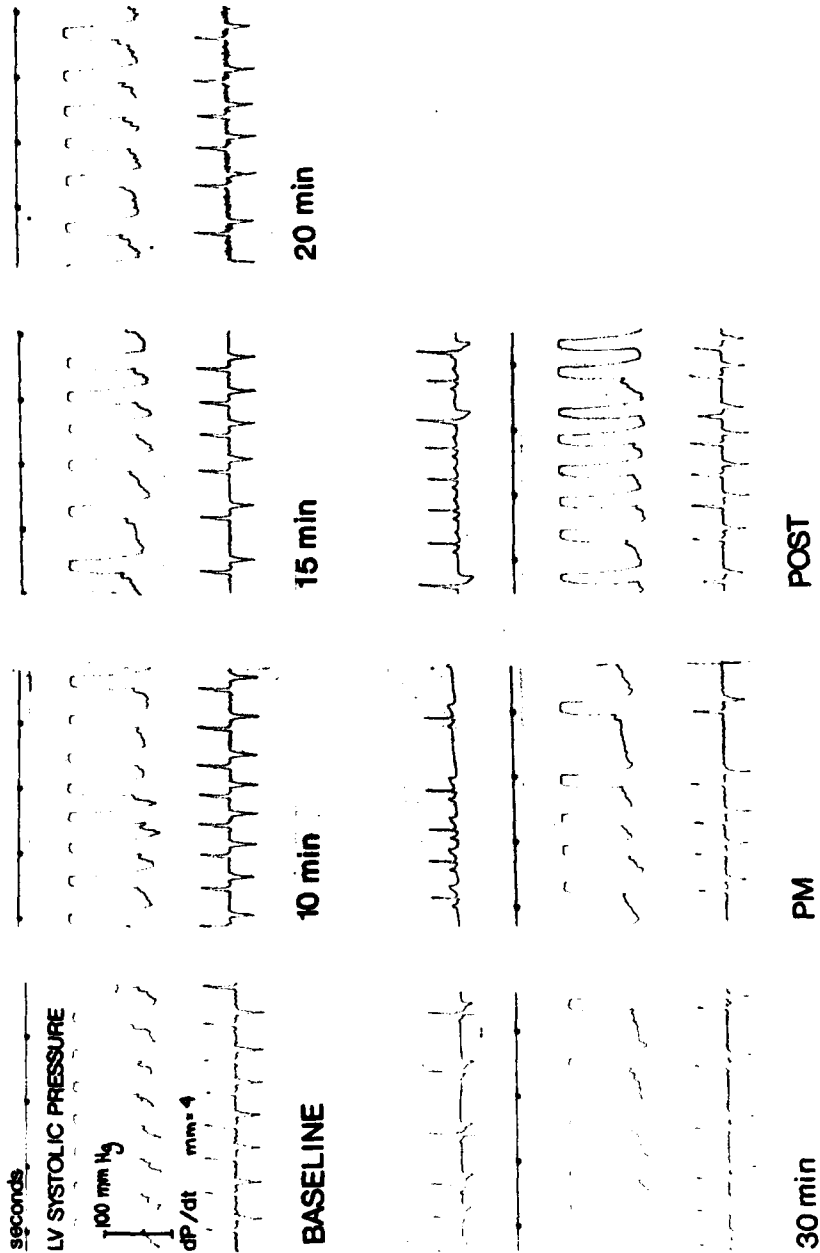 seconds
LV SYSTOLIC PRESSURE
100 mm Hg
dP/dt mm=4
BASELINE
10 min
15 min
20 min
30 min
PM
POST